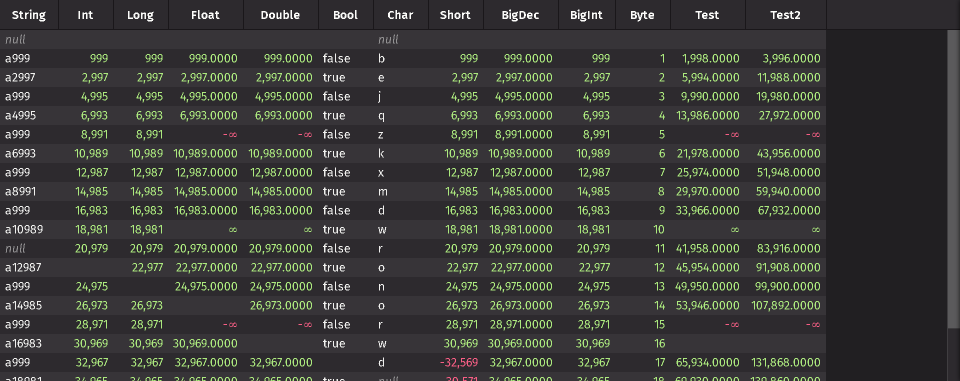 String Int Long Float Double Bool Char Short BigDec BigInt Byte Test Test2
null null
a999 999 999 999.0000 999.0000 false b 999 999.0000 999 1 1,998.0000 3,996.0000
a2997 2,997 2,997 2,997.0000 2,997.0000 true e 2,997 2,997.0000 2,997 2 5,994.0000 11,988.0000
a999 4,995 4,995 4,995.0000 4,995.0000 false j 4,995 4,995.0000 4,995 3 9,990.0000 19,980.0000
a4995 6,993 6,993 6,993.0000 6,993.0000 true q 6,993 6,993.0000 6,993 4 13,986.0000 27,972.0000
a999 8,991 8,991 -∞ -∞ false z 8,991 8,991.0000 8,991 5 -∞ -∞
a6993 10,989 10,989 10,989.0000 10,989.0000 true k 10,989 10,989.0000 10,989 6 21,978.0000 43,956.0000
a999 12,987 12,987 12,987.0000 12,987.0000 false x 12,987 12,987.0000 12,987 7 25,974.0000 51,948.0000
a8991 14,985 14,985 14,985.0000 14,985.0000 true m 14,985 14,985.0000 14,985 8 29,970.0000 59,940.0000
a999 16,983 16,983 16,983.0000 16,983.0000 false d 16,983 16,983.0000 16,983 9 33,966.0000 67,932.0000
a10989 18,981 18,981 ∞ ∞ true w 18,981 18,981.0000 18,981 10 ∞ ∞
null 20,979 20,979 20,979.0000 20,979.0000 false r 20,979 20,979.0000 20,979 11 41,958.0000 83,916.0000
a12987 22,977 22,977.0000 22,977.0000 true o 22,977 22,977.0000 22,977 12 45,954.0000 91,908.0000
a999 24,975 24,975.0000 24,975.0000 false n 24,975 24,975.0000 24,975 13 49,950.0000 99,900.0000
a14985 26,973 26,973 26,973.0000 true o 26,973 26,973.0000 26,973 14 53,946.0000 107,892.0000
a999 28,971 28,971 -∞ -∞ false r 28,971 28,971.0000 28,971 15 -∞ -∞
a16983 30,969 30,969 30,969.0000 true w 30,969 30,969.0000 30,969 16
a999 32,967 32,967 32,967.0000 32,967.0000 d -32,569 32,967.0000 32,967 17 65,934.0000 131,868.0000